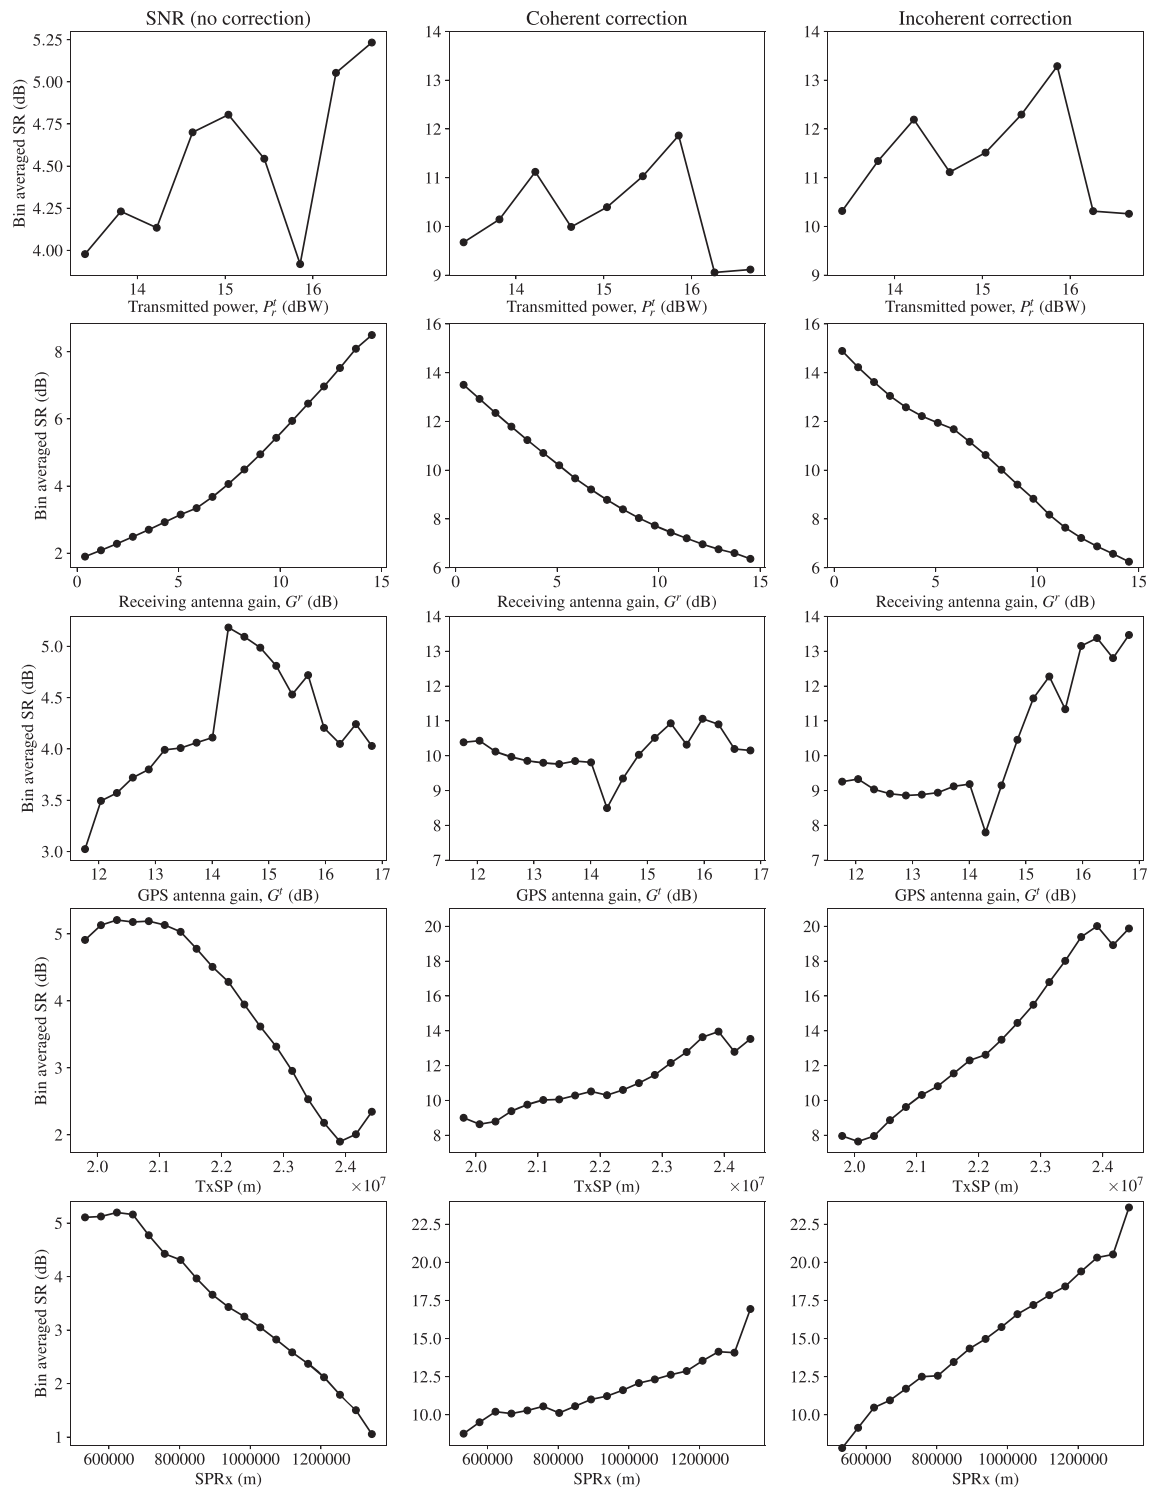 SNR (no correction) Coherent correction Incoherent correction
5.25 5.00 4.75 4.50 4.25 4.00
14 13 12 11 10 9
14 13 12 11 10 9
Bin averaged SR (dB)
14 15 16 14 15 16 14 15 16
Transmitted power, P_r^t (dBW) Transmitted power, P_r^t (dBW) Transmitted power, P_r^t (dBW)
8 6 4 2
16 14 12 10 8 6
16 14 12 10 8 6
Bin averaged SR (dB)
0 5 10 15 0 5 10 15 0 5 10 15
Receiving antenna gain, G^r (dB) Receiving antenna gain, G^r (dB) Receiving antenna gain, G^r (dB)
5.0 4.5 4.0 3.5 3.0
14 13 12 11 10 9 8 7
14 13 12 11 10 9 8 7
Bin averaged SR (dB)
12 13 14 15 16 17 12 13 14 15 16 17 12 13 14 15 16 17
GPS antenna gain, G^t (dB) GPS antenna gain, G^t (dB) GPS antenna gain, G^t (dB)
5 4 3 2
20 18 16 14 12 10 8
20 18 16 14 12 10 8
Bin averaged SR (dB)
2.0 2.1 2.2 2.3 2.4 2.0 2.1 2.2 2.3 2.4 2.0 2.1 2.2 2.3 2.4
TxSP (m) ×10^7 TxSP (m) ×10^7 TxSP (m) ×10^7
5 4 3 2 1
22.5 20.0 17.5 15.0 12.5 10.0
22.5 20.0 17.5 15.0 12.5 10.0
Bin averaged SR (dB)
600000 800000 1000000 1200000 600000 800000 1000000 1200000 600000 800000 1000000 1200000
SPRx (m) SPRx (m) SPRx (m)